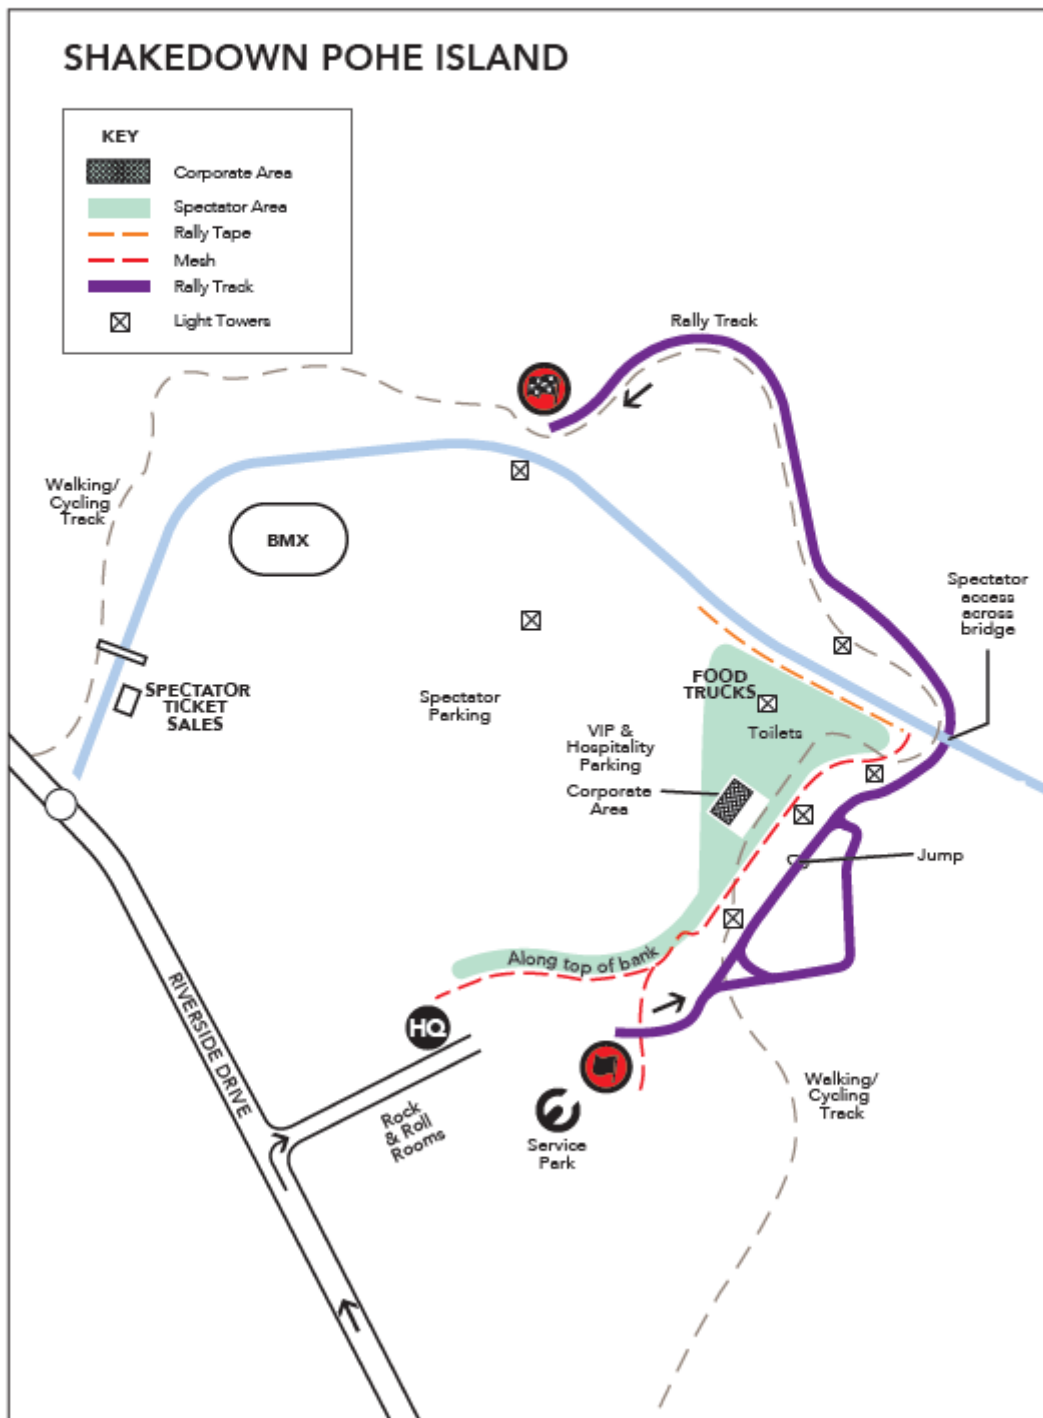 SHAKEDOWN POHE ISLAND
KEY
Corporate Area
Spectator Area
Rally Tape
Mesh
Rally Track
Light Towers
Rally Track
Walking/
Cycling
Track
BMX
Spectator
access
across
bridge
SPECTATOR
TICKET
SALES
Spectator
Parking
FOOD
TRUCKS
Toilets
VIP &
Hospitality
Parking
Corporate
Area
Jump
Along top of bank
HQ
RIVERSIDE DRIVE
Rock
& Roll
Rooms
Service
Park
Walking/
Cycling
Track